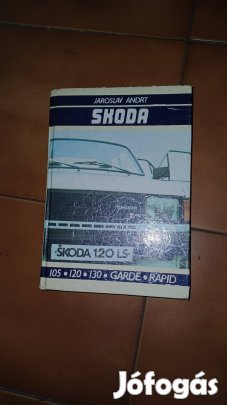 JAROSLAV ANDRT
SKODA
ŠKODA 120 LS
105 • 120 • 130 • GARDE • RAPID
Jófogás